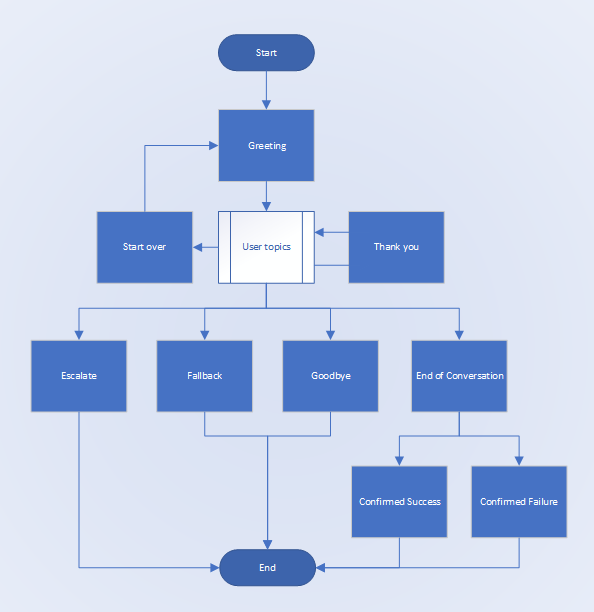 Start
Greeting
Start over
User topics
Thank you
Escalate
Fallback
Goodbye
End of Conversation
Confirmed Success
Confirmed Failure
End